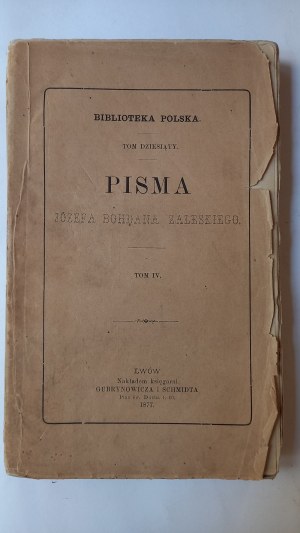 BIBLIOTEKA POLSKA.
TOM DZIESIĄTY.
PISMA
JÓZEFA BOHDANA ZALESKIEGO.
TOM IV.
LWÓW
Nakładem księgarni
GUBRYNOWICZA i SCHMIDTA
1877.